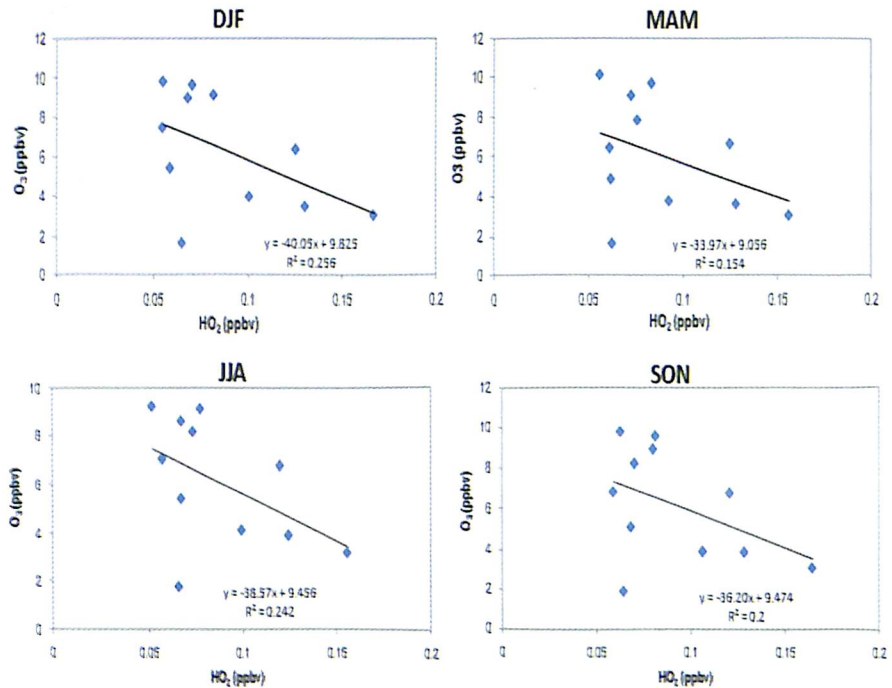 DJF
12
10
8
6
4
2
0
O3 (ppbv)
0 0.05 0.1 0.15 0.2
HO2 (ppbv)
y = -40.05x + 9.825
R² = 0.256
MAM
12
10
8
6
4
2
0
O3 (ppbv)
0 0.05 0.1 0.15 0.2
HO2 (ppbv)
y = -33.97x + 9.056
R² = 0.154
JJA
10
8
6
4
2
0
O3 (ppbv)
0 0.05 0.1 0.15 0.2
HO2 (ppbv)
y = -38.57x + 9.456
R² = 0.242
SON
12
10
8
6
4
2
0
O3 (ppbv)
0 0.05 0.1 0.15 0.2
HO2 (ppbv)
y = -36.20x + 9.474
R² = 0.2